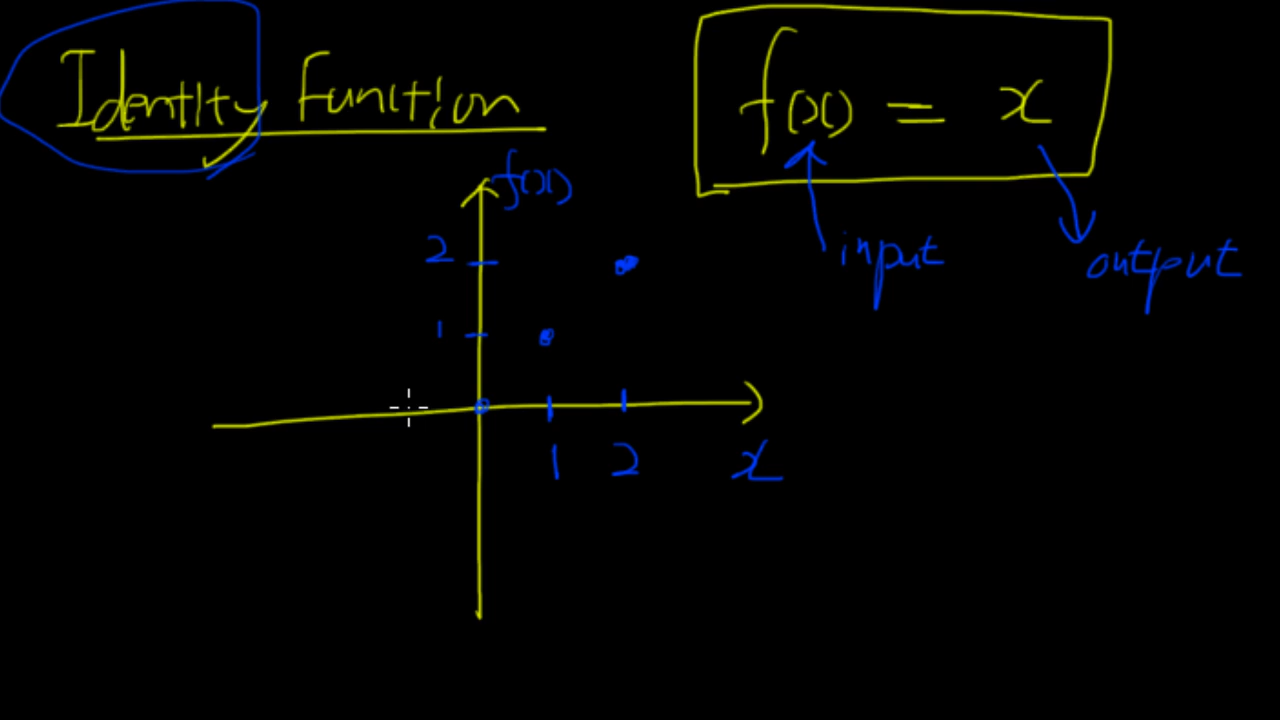 Identity Function
f(x) = x
input
output
f(x)
2
1
1 2 x